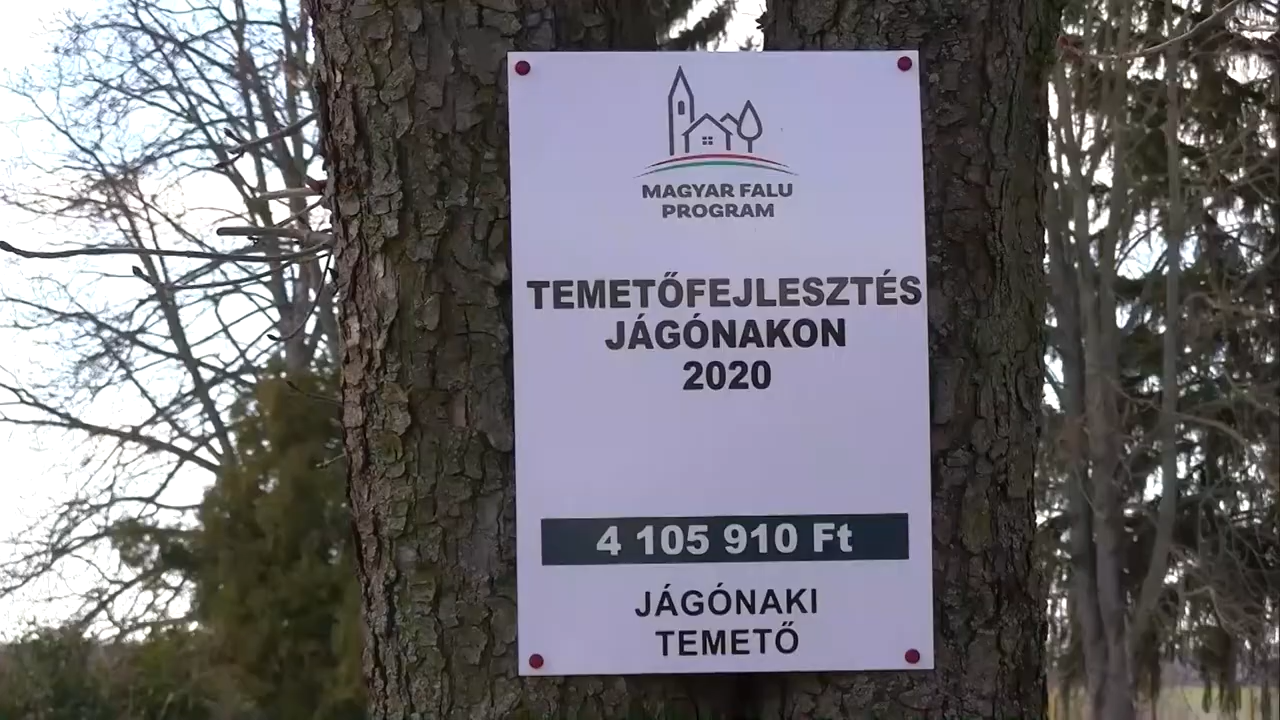 MAGYAR FALU
PROGRAM
TEMETŐFEJLESZTÉS
JÁGÓNAKON
2020
4 105 910 Ft
JÁGÓNAKI
TEMETŐ